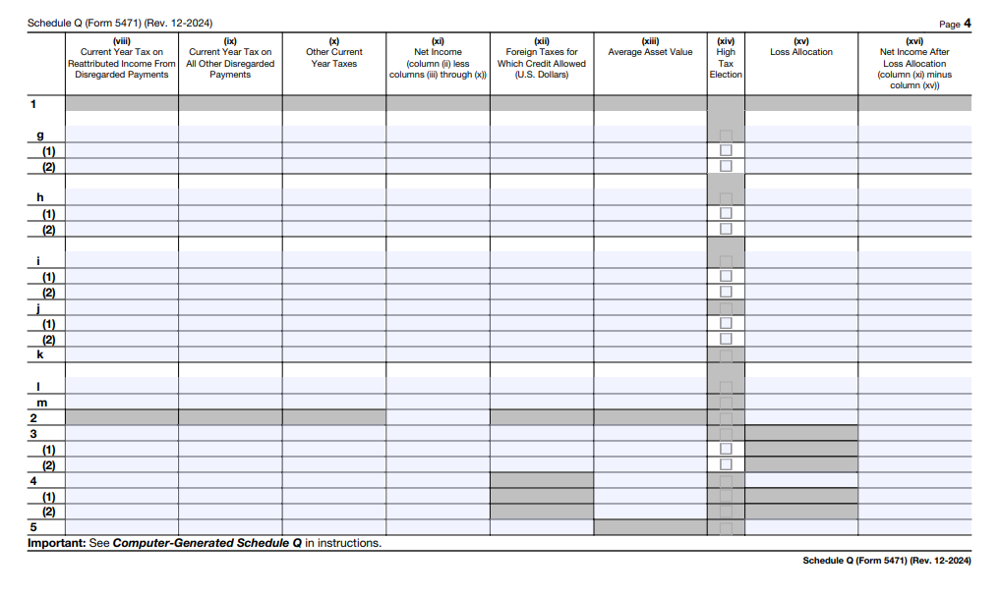 Schedule Q (Form 5471) (Rev. 12-2024) Page 4
(viii) (ix) (x) (xi) (xii) (xiii) (xiv) (xv) (xvi)
Current Year Tax on Current Year Tax on Other Current Net Income Foreign Taxes for Average Asset Value High Loss Allocation Net Income After
Reattributed Income From All Other Disregarded Year Taxes (column (ii) less Which Credit Allowed Tax Loss Allocation
Disregarded Payments Payments columns (iii) through (x)) (U.S. Dollars) Election (column (xi) minus
column (xv))
1
g
(1)
(2)
h
(1)
(2)
i
(1)
(2)
j
(1)
(2)
k
l
m
2
3
(1)
(2)
4
(1)
(2)
5
Important: See Computer-Generated Schedule Q in instructions.
Schedule Q (Form 5471) (Rev. 12-2024)